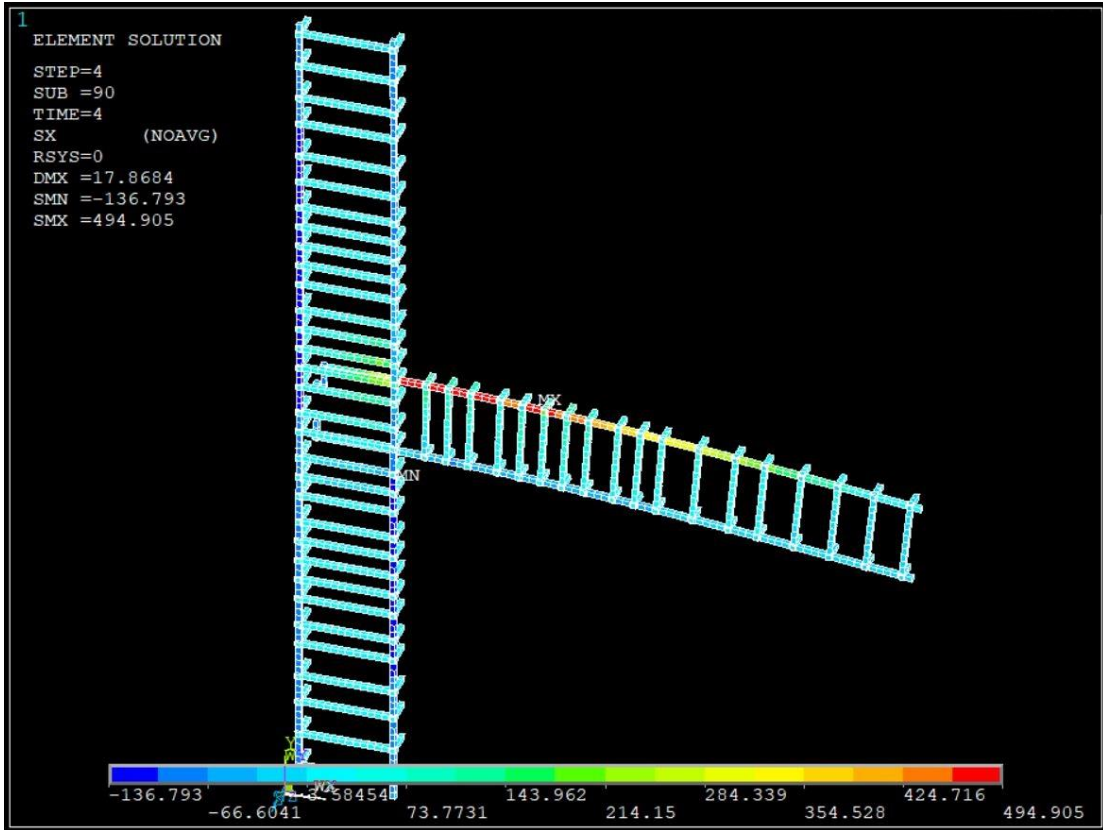 1
ELEMENT SOLUTION
STEP=4
SUB =90
TIME=4
SX (NOAVG)
RSYS=0
DMX =17.8684
SMN =-136.793
SMX =494.905
MX
MN
Y
WX
-136.793
-66.6041
73.7731
143.962
214.15
284.339
354.528
424.716
494.905